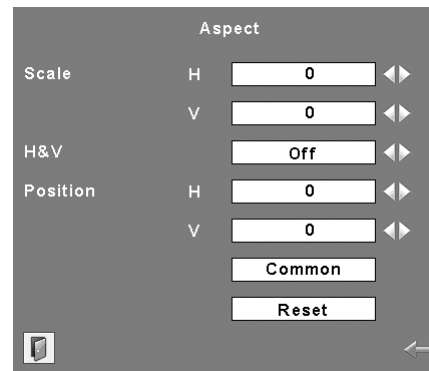 Aspect
Scale H 0
V 0
H&V Off
Position H 0
V 0
Common
Reset